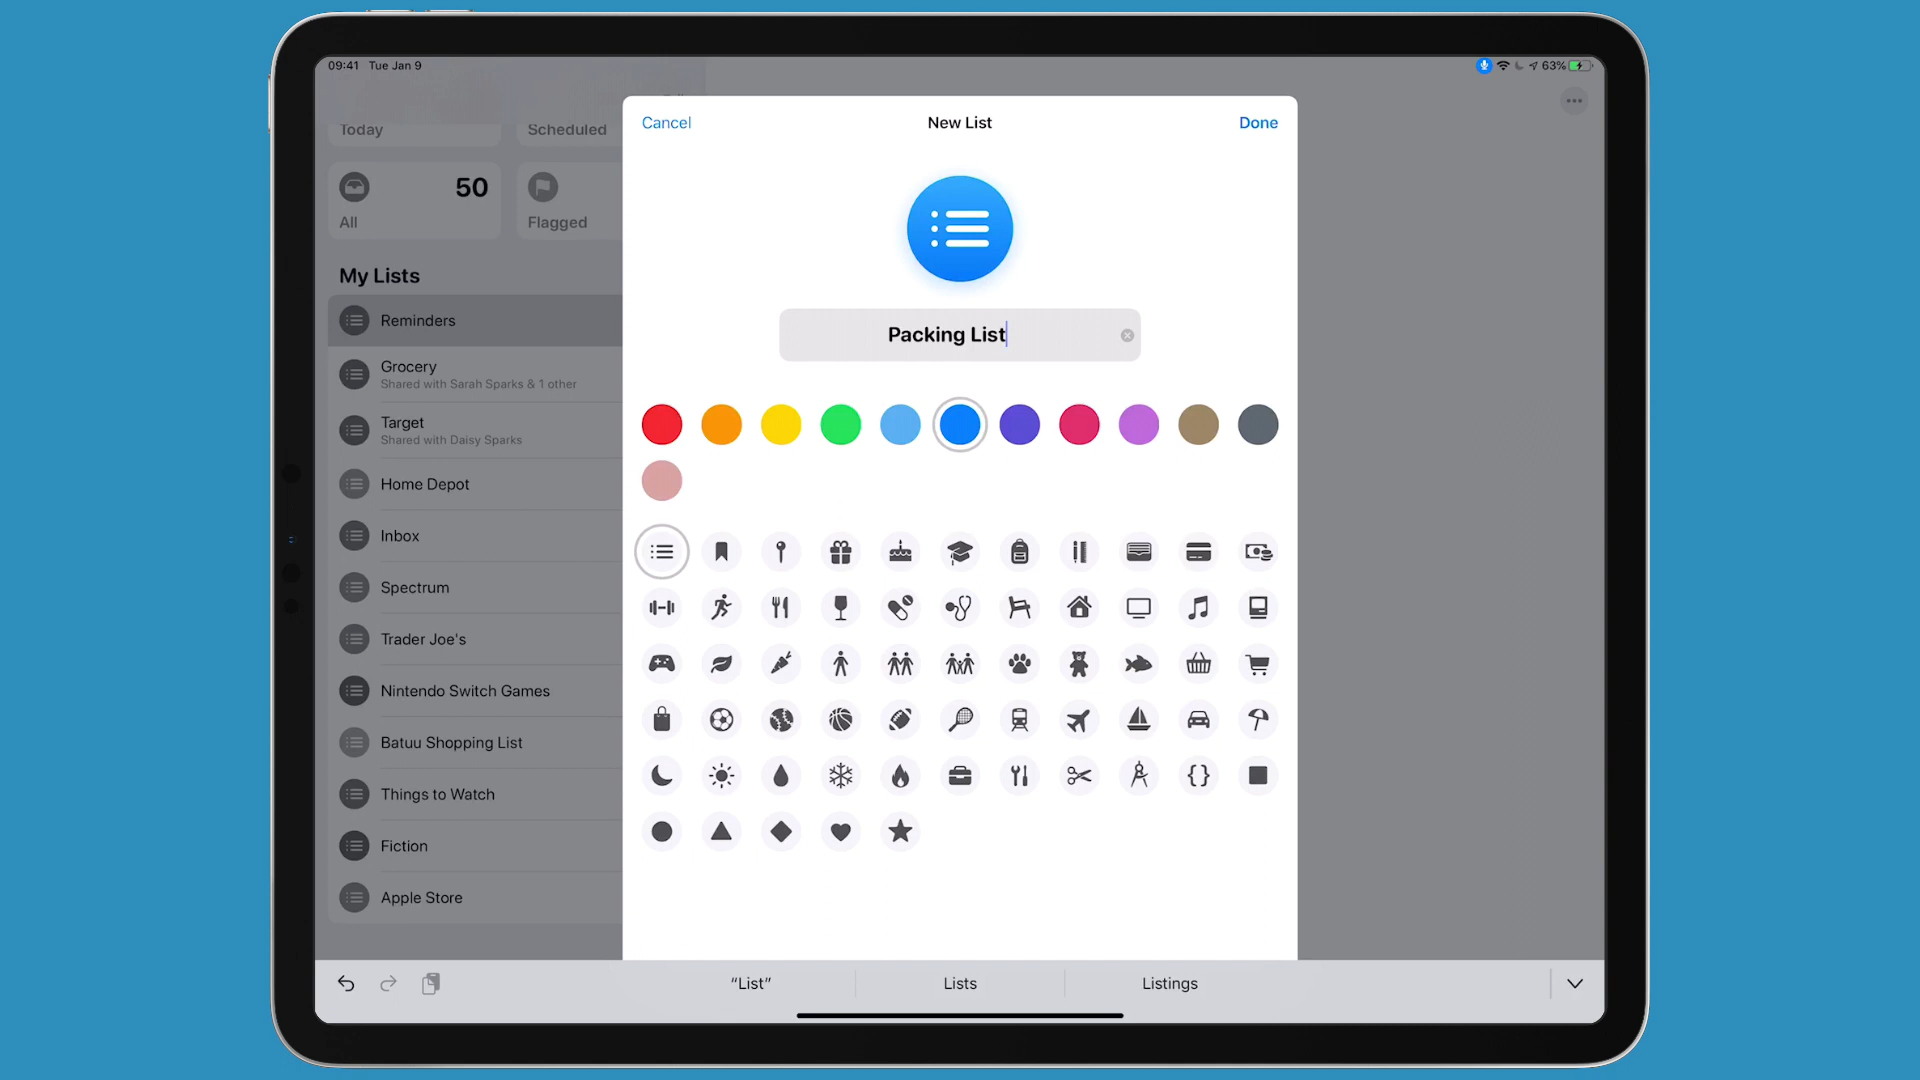 09:41 Tue Jan 9
63%
Today
Scheduled
50
All
Flagged
My Lists
Reminders
Grocery
Shared with Sarah Sparks & 1 other
Target
Shared with Daisy Sparks
Home Depot
Inbox
Spectrum
Trader Joe's
Nintendo Switch Games
Batuu Shopping List
Things to Watch
Fiction
Apple Store
Cancel
New List
Done
Packing List
“List”
Lists
Listings